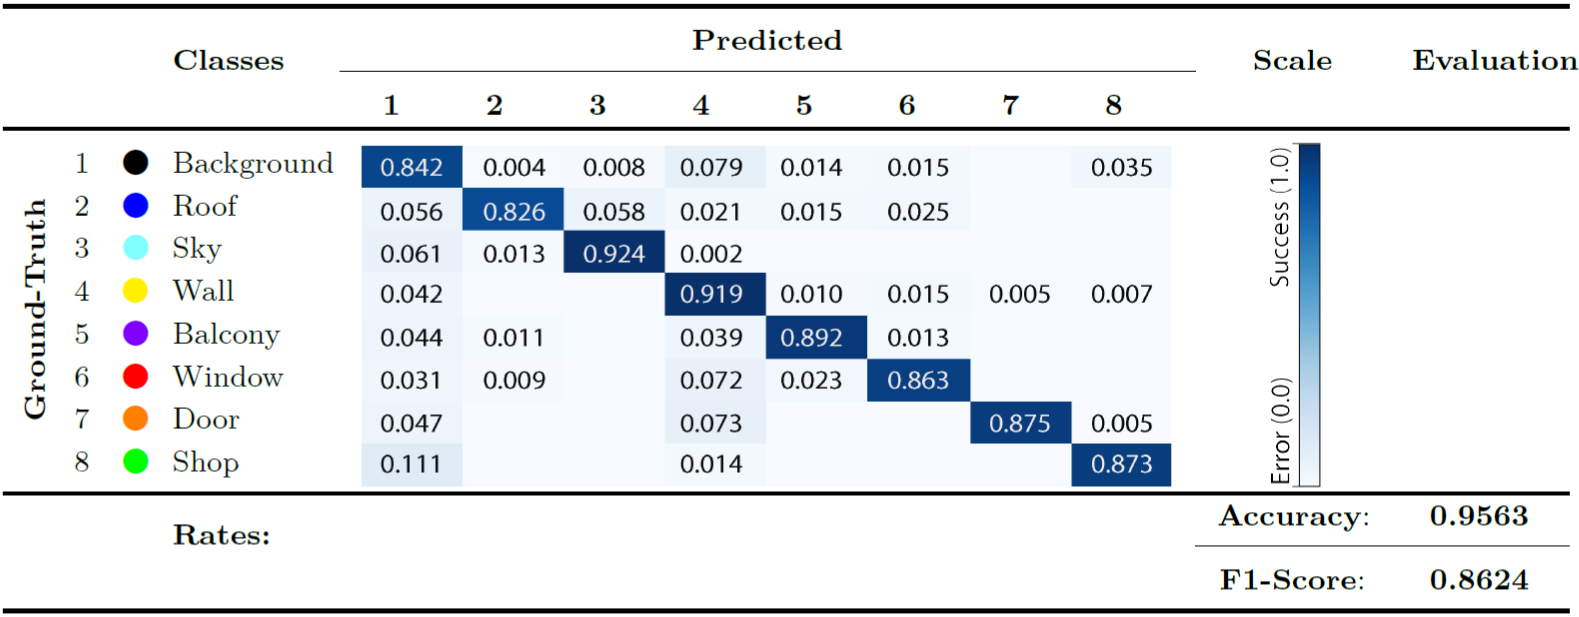 Predicted
Classes Scale Evaluation
1 2 3 4 5 6 7 8
Ground-Truth
1 Background 0.842 0.004 0.008 0.079 0.014 0.015 0.035
2 Roof 0.056 0.826 0.058 0.021 0.015 0.025
3 Sky 0.061 0.013 0.924 0.002
4 Wall 0.042 0.919 0.010 0.015 0.005 0.007
5 Balcony 0.044 0.011 0.039 0.892 0.013
6 Window 0.031 0.009 0.072 0.023 0.863
7 Door 0.047 0.073 0.875 0.005
8 Shop 0.111 0.014 0.873
Success (1.0)
Error (0.0)
Rates:
Accuracy: 0.9563
F1-Score: 0.8624